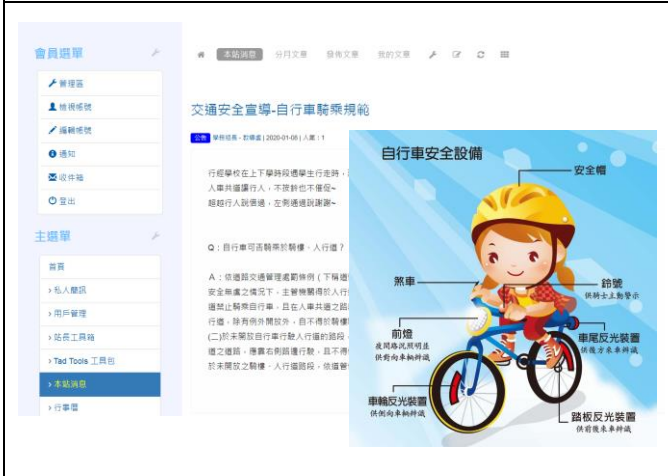 會員選單
管理區
檢視帳號
編輯帳號
通知
收件箱
登出
主選單
首頁
›私人簡訊
›用戶管理
›站長工具箱
›Tad Tools 工具包
›本站消息
›行事曆
本站消息 分月文章 發佈文章 我的文章
交通安全宣導-自行車騎乘規範
公告 學務組長 - 訓導處 | 2020-01-08 | 人氣：1
行經學校在上下學時段遇學生行走時，
人車共道讓行人，不按鈴也不催促~
超越行人說借過，左側通過說謝謝~
Q：自行車可否騎乘於騎樓、人行道？
A：依道路交通管理處罰條例（下稱道
安全無虞之情況下，主管機關得於人行
道禁止騎乘自行車，且在人車共道之路
行道，除有例外開放外，自不得於騎樓
(二)於未開放自行車行駛人行道的路段，
道之道路，應靠右側路邊行駛，且不得
於未開放之騎樓、人行道路段，依道管
自行車安全設備
安全帽
煞車
鈴號
供騎士主動警示
前燈
夜間路況照明並
供對向車輛辨識
車尾反光裝置
供後方來車辨識
車輪反光裝置
供側向車輛辨識
踏板反光裝置
供前後來車辨識